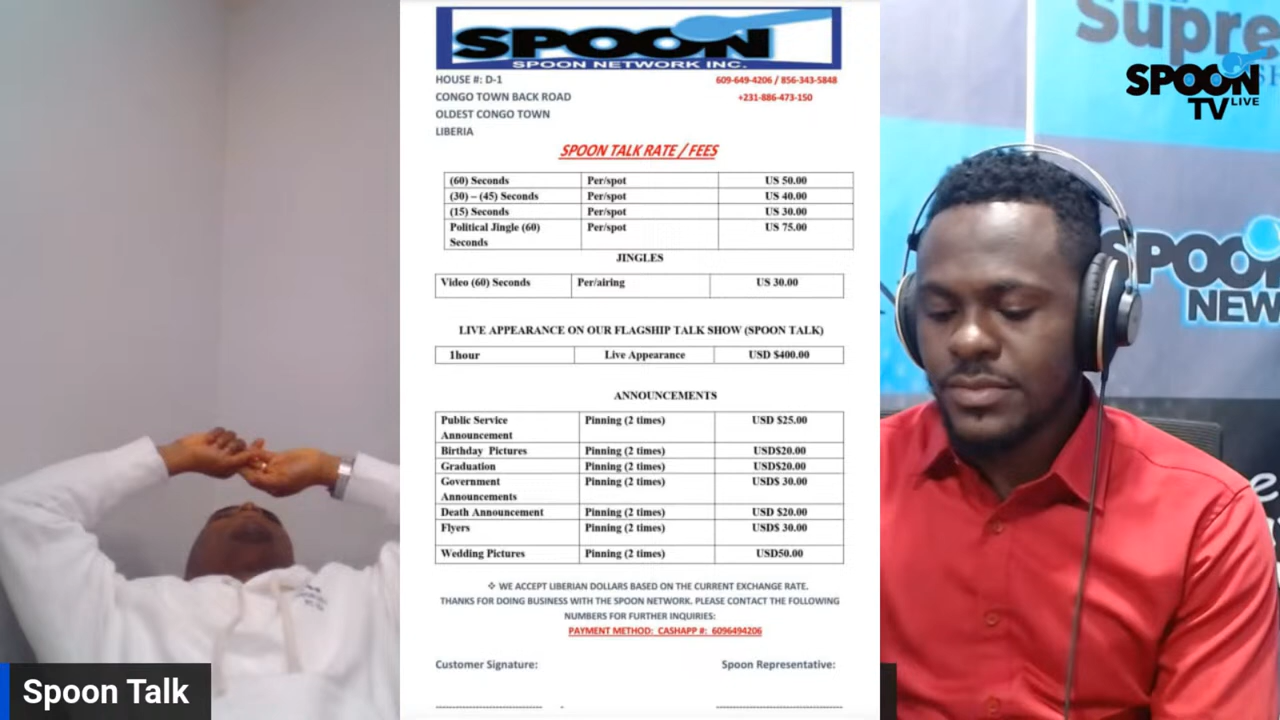 SPOON
SPOON NETWORK INC.
HOUSE #: D-1
CONGO TOWN BACK ROAD
OLDEST CONGO TOWN
LIBERIA
609-649-4206 / 856-343-5848
+231-886-473-150
SPOON TALK RATE / FEES
(60) Seconds Per/spot US 50.00
(30) – (45) Seconds Per/spot US 40.00
(15) Seconds Per/spot US 30.00
Political Jingle (60) Per/spot US 75.00
Seconds
JINGLES
Video (60) Seconds Per/airing US 30.00
LIVE APPEARANCE ON OUR FLAGSHIP TALK SHOW (SPOON TALK)
1hour Live Appearance USD $400.00
ANNOUNCEMENTS
Public Service Pinning (2 times) USD $25.00
Announcement
Birthday Pictures Pinning (2 times) USD$20.00
Graduation Pinning (2 times) USD$20.00
Government Pinning (2 times) USD$ 30.00
Announcements
Death Announcement Pinning (2 times) USD $20.00
Flyers Pinning (2 times) USD$ 30.00
Wedding Pictures Pinning (2 times) USD50.00
❖ WE ACCEPT LIBERIAN DOLLARS BASED ON THE CURRENT EXCHANGE RATE.
THANKS FOR DOING BUSINESS WITH THE SPOON NETWORK. PLEASE CONTACT THE FOLLOWING
NUMBERS FOR FURTHER INQUIRIES:
PAYMENT METHOD: CASHAPP #: 6096494206
Customer Signature: Spoon Representative:
Spoon Talk
Supre
SPOON
TV LIVE
SPOON
NEW